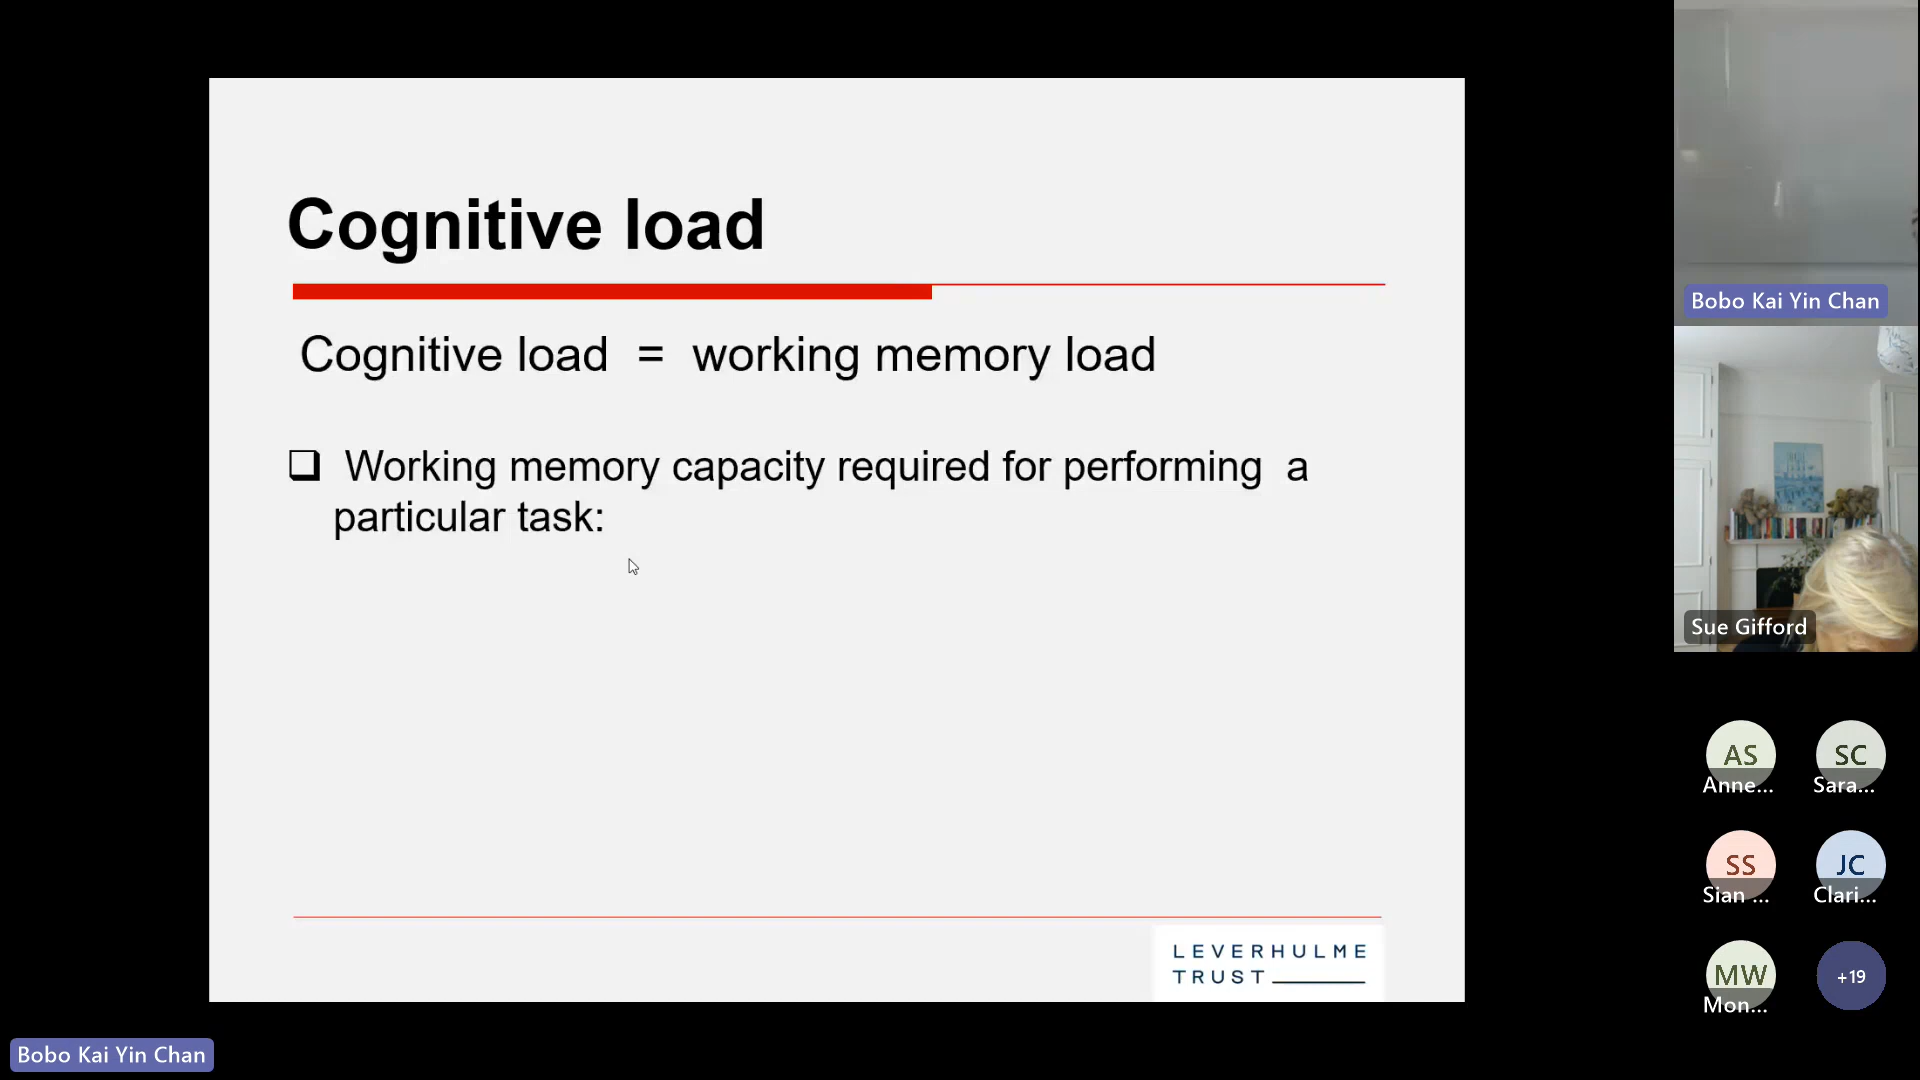 Cognitive load
Cognitive load = working memory load
❑ Working memory capacity required for performing a
particular task:
LEVERHULME
TRUST
Bobo Kai Yin Chan
Sue Gifford
AS
Anne...
SC
Sara...
SS
Sian ...
JC
Clari...
MW
Mon...
+19
Bobo Kai Yin Chan